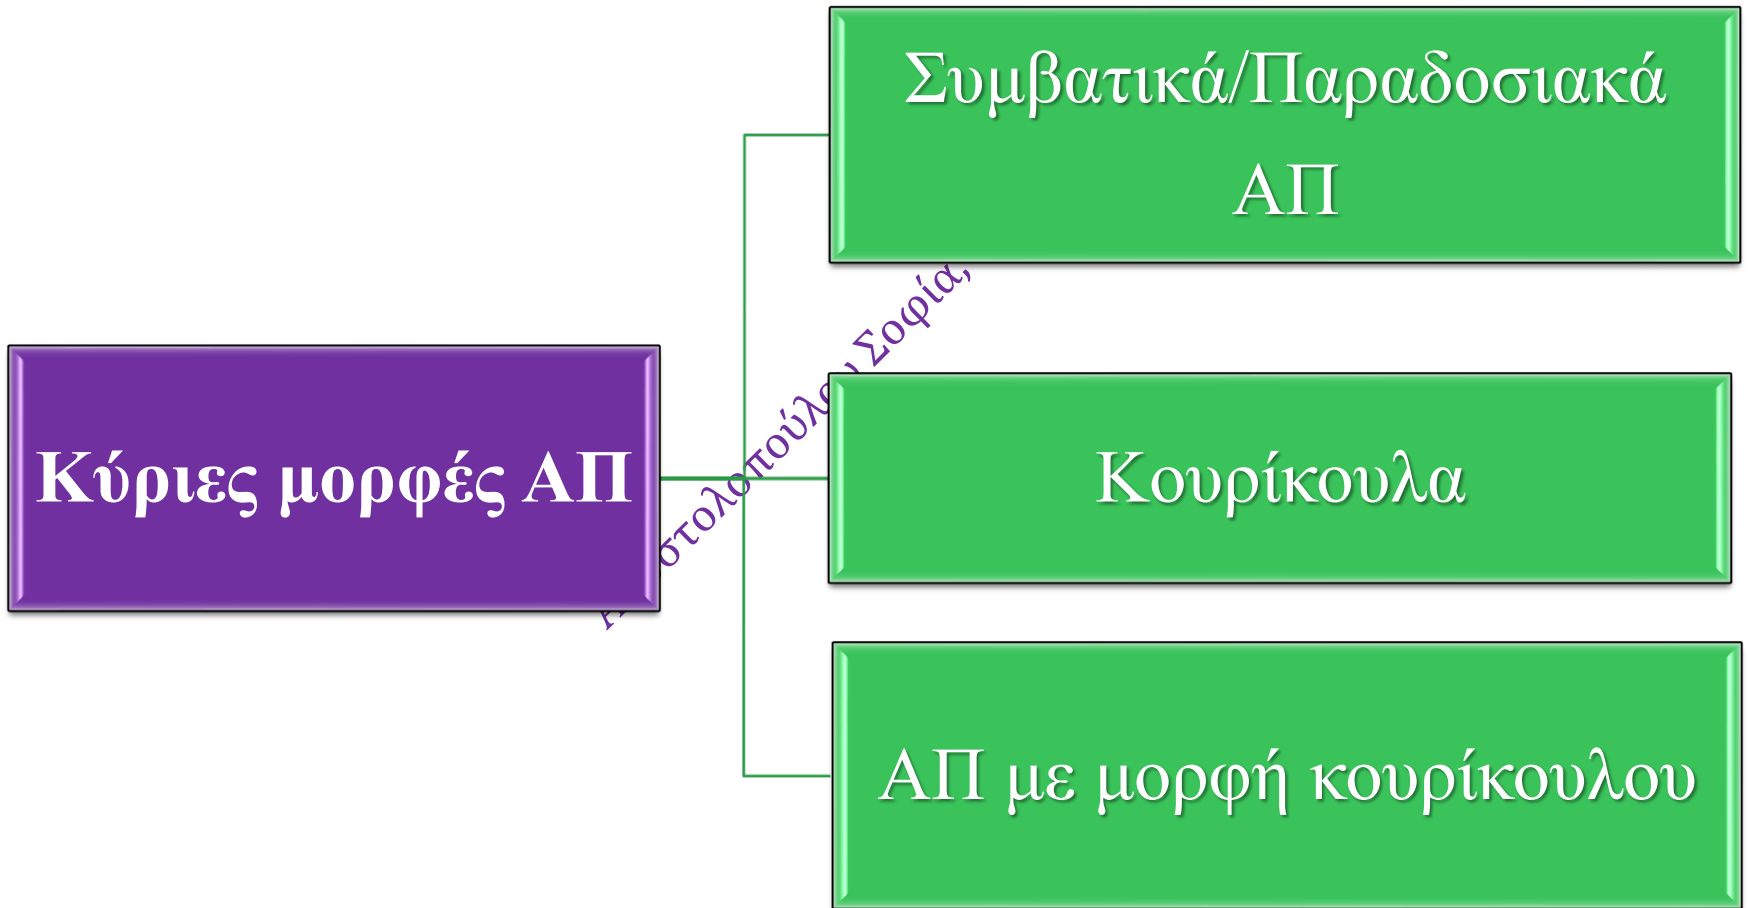 Συμβατικά/Παραδοσιακά
ΑΠ
Σοφία,
Κύριες μορφές ΑΠ
Κουρίκουλα
ΑΠ με μορφή κουρίκουλου